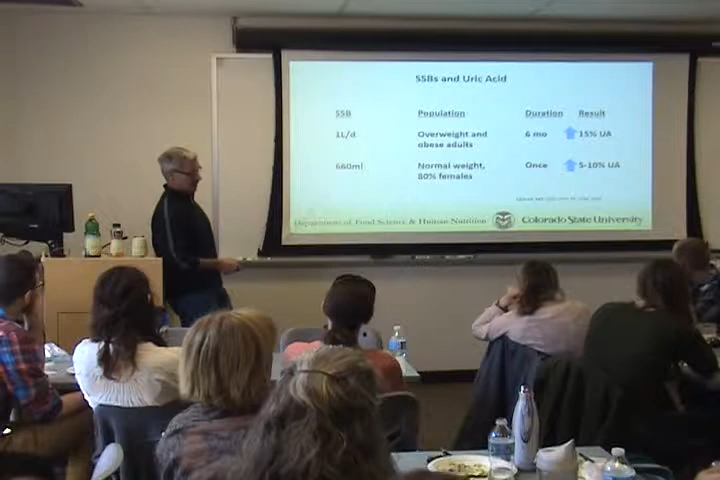 SSBs and Uric Acid
SSB Population Duration Result
1L/d Overweight and obese adults 6 mo 15% UA
660ml Normal weight, 80% females Once 5-10% UA
Department of Food Science & Human Nutrition Colorado State University